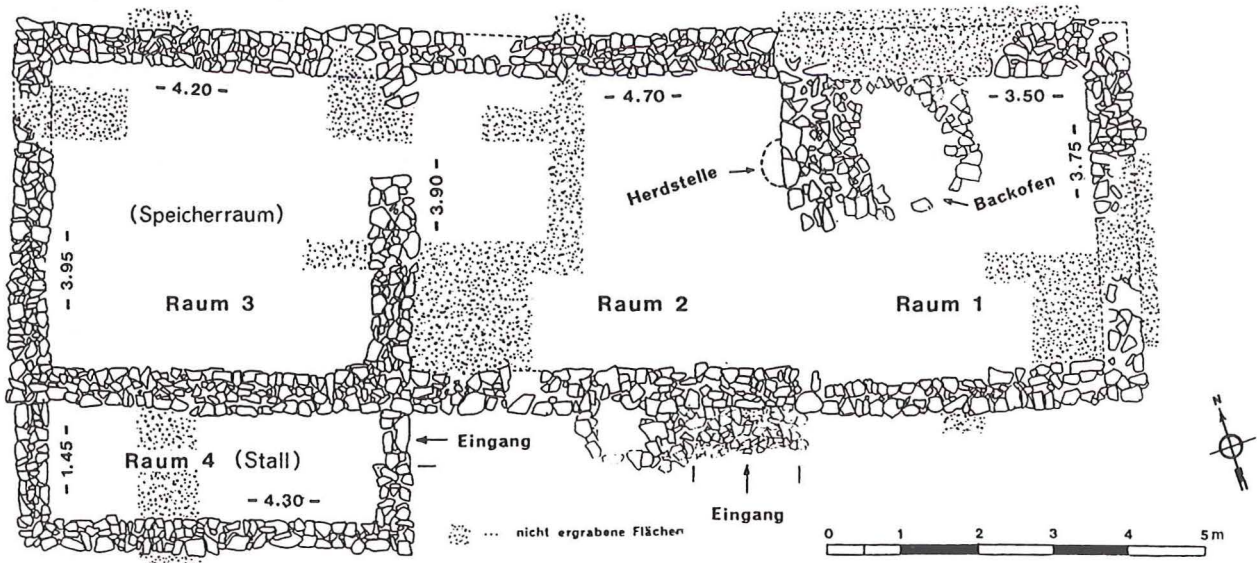 - 4.20 -
- 4.70 -
- 3.50 -
- 3.75 -
- 3.90 -
Herdstelle
Backofen
(Speicherraum)
- 3.95 -
Raum 3
Raum 2
Raum 1
N
- 1.45 -
Raum 4 (Stall)
Eingang
- 4.30 -
Eingang
... nicht ergrabene Flächen
0 1 2 3 4 5 m